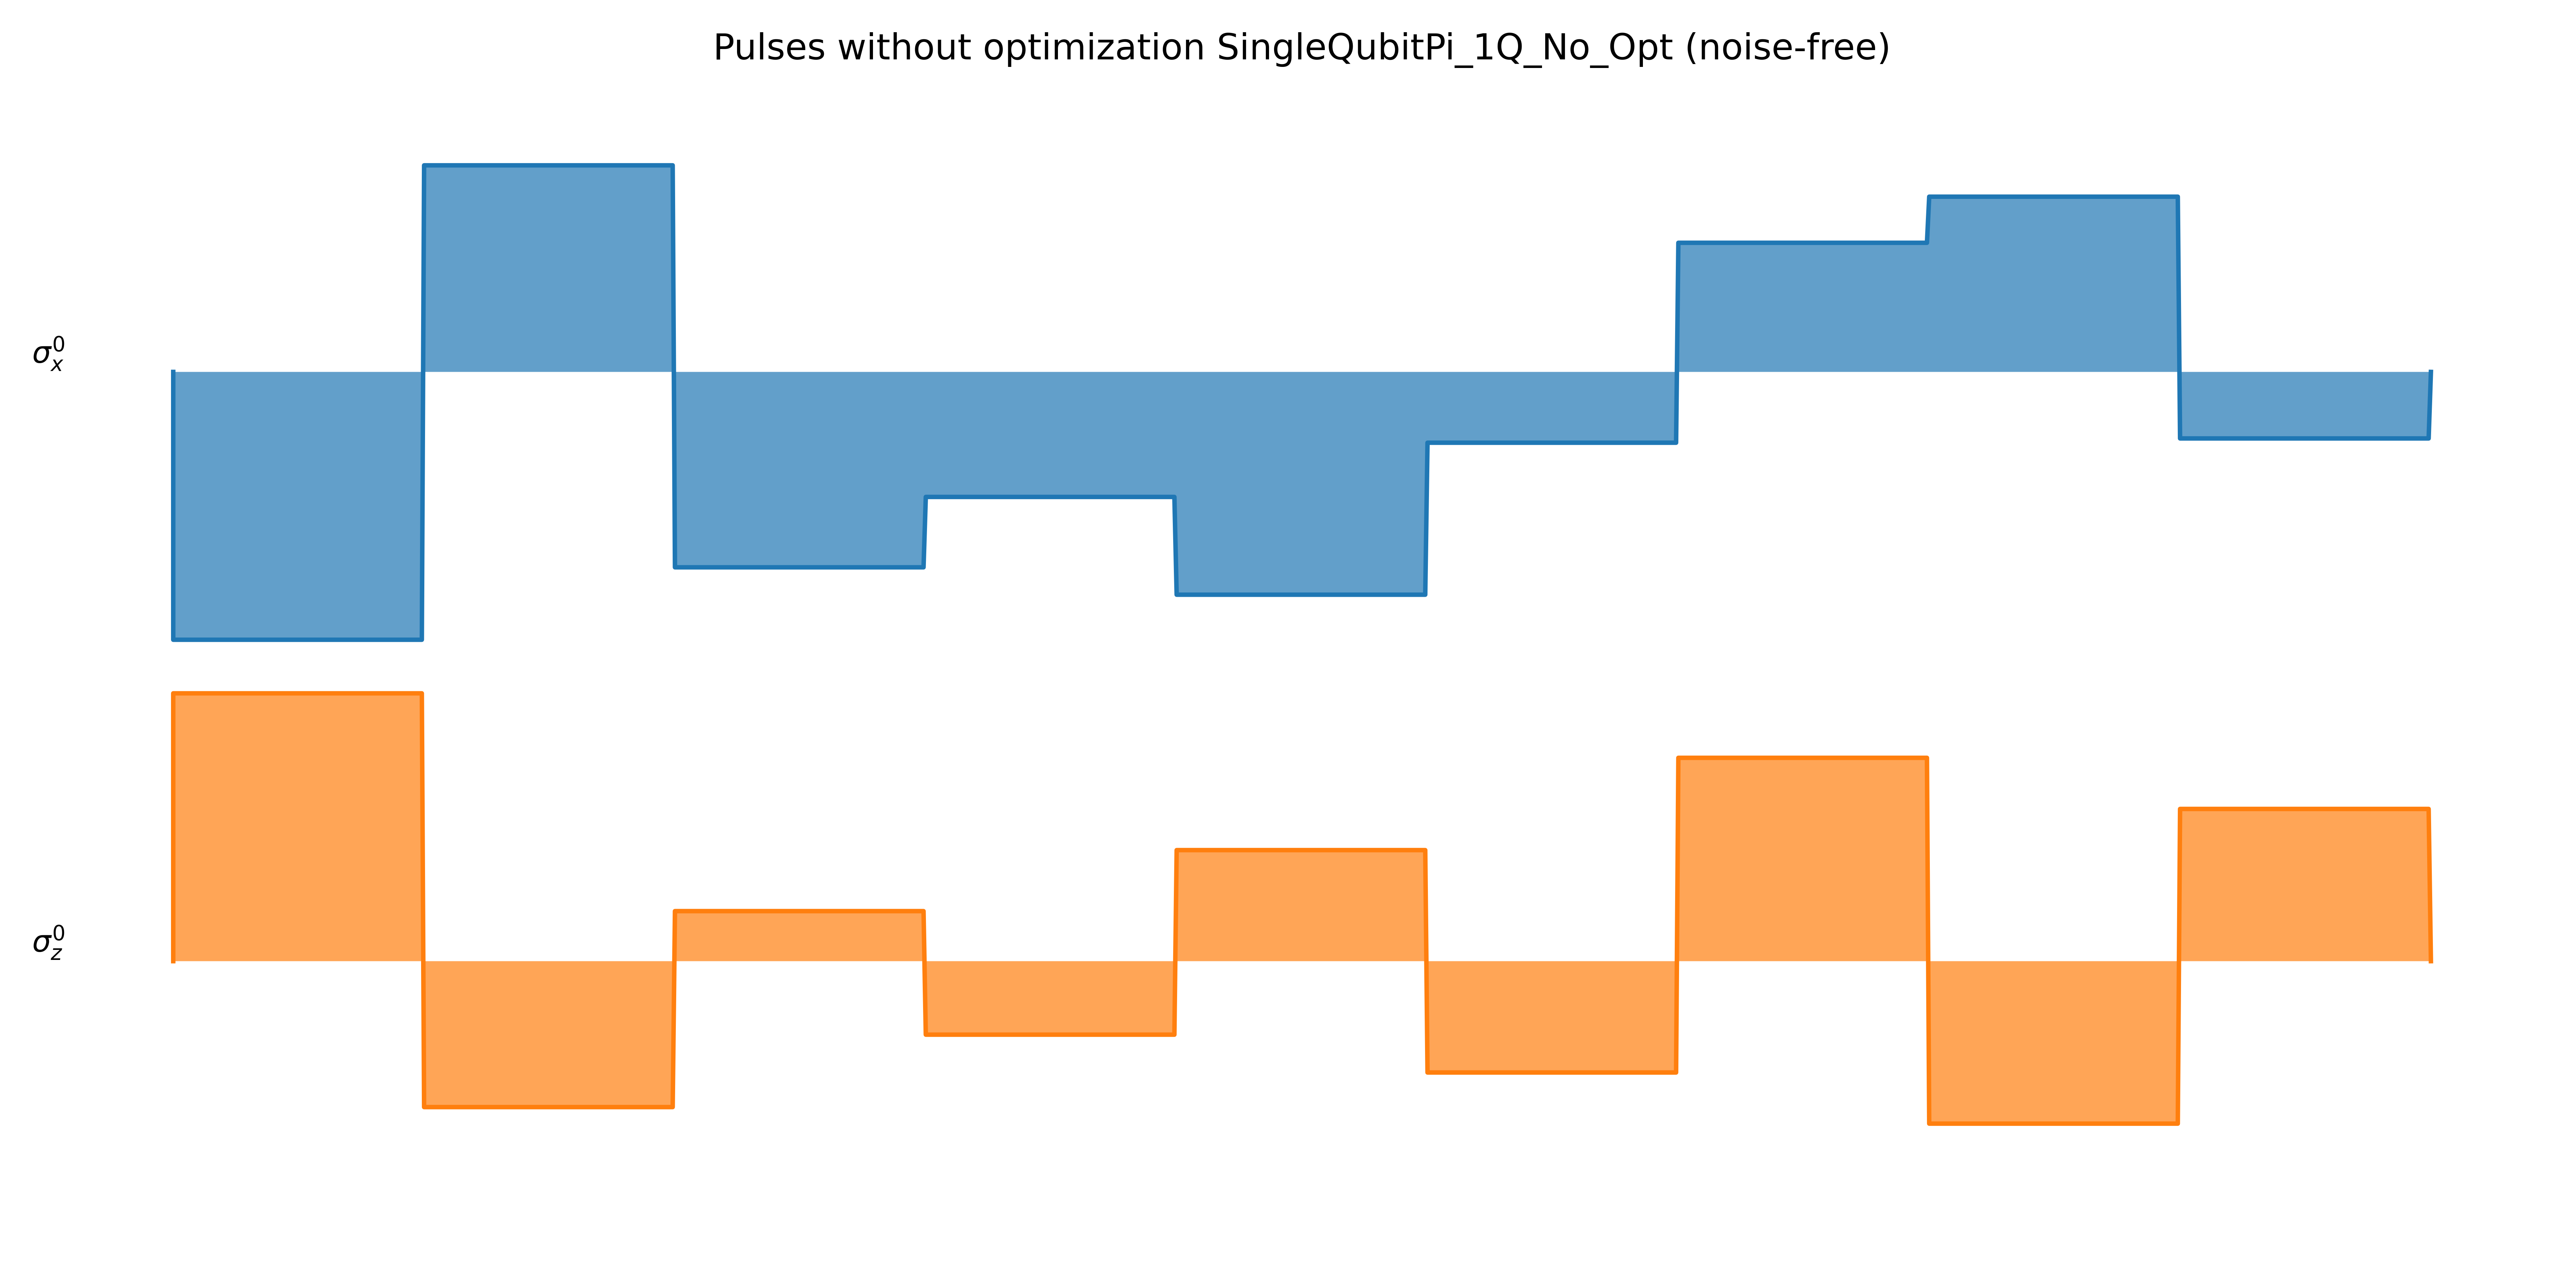 Pulses without optimization SingleQubitPi_1Q_No_Opt (noise-free)
σ_x^0
σ_z^0